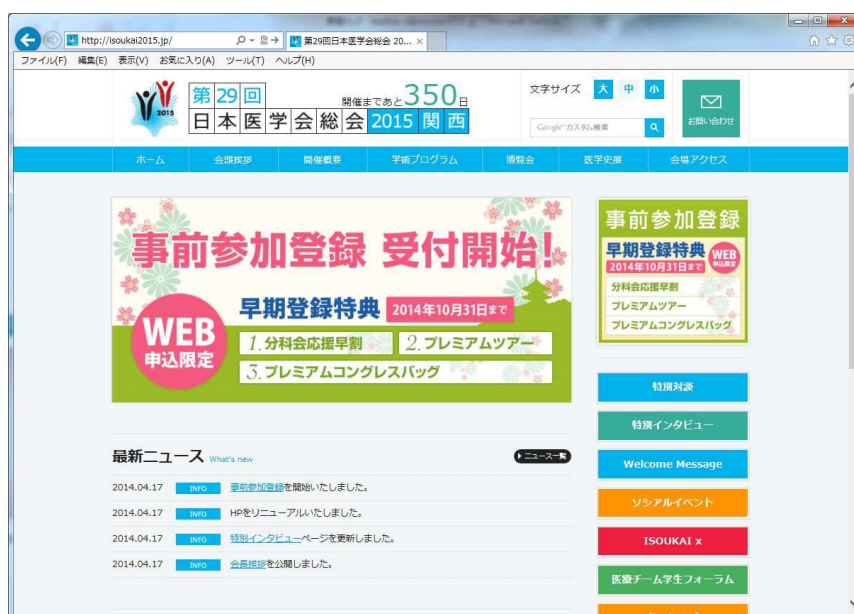 http://isoukai2015.jp/
第29回日本医学会総会 20... ×
ファイル(F) 編集(E) 表示(V) お気に入り(A) ツール(T) ヘルプ(H)
2015
第29回
開催まであと350日
日本医学会総会2015関西
文字サイズ 大 中 小
Google カスタム検索
お問い合わせ
ホーム 会頭挨拶 開催概要 学術プログラム 博覧会 医学史展 会場アクセス
事前参加登録 受付開始!
早期登録特典 2014年10月31日まで
WEB
申込限定
1.分科会応援早割 2.プレミアムツアー
3.プレミアムコングレスバッグ
事前参加登録
早期登録特典
2014年10月31日まで
WEB
申込限定
分科会応援早割
プレミアムツアー
プレミアムコングレスバッグ
最新ニュース What's new
ニュース一覧
2014.04.17 INFO 事前参加登録を開始いたしました。
2014.04.17 INFO HPをリニューアルいたしました。
2014.04.17 INFO 特別インタビューページを更新しました。
2014.04.17 INFO 会長挨拶を公開しました。
特別対談
特別インタビュー
Welcome Message
ソシアルイベント
ISOUKAI x
医療チーム学生フォーラム